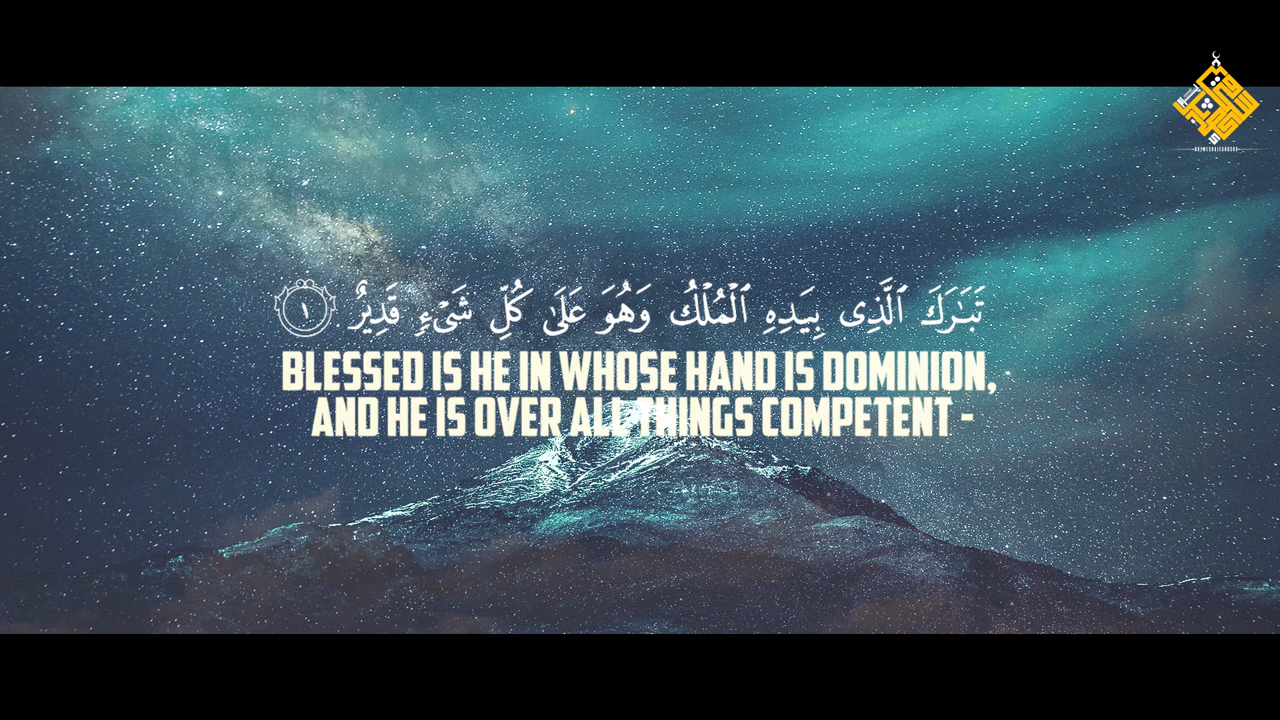 تَبَـٰرَكَ ٱلَّذِى بِيَدِهِ ٱلْمُلْكُ وَهُوَ عَلَىٰ كُلِّ شَىْءٍ قَدِيرٌ ١
BLESSED IS HE IN WHOSE HAND IS DOMINION,
AND HE IS OVER ALL THINGS COMPETENT -